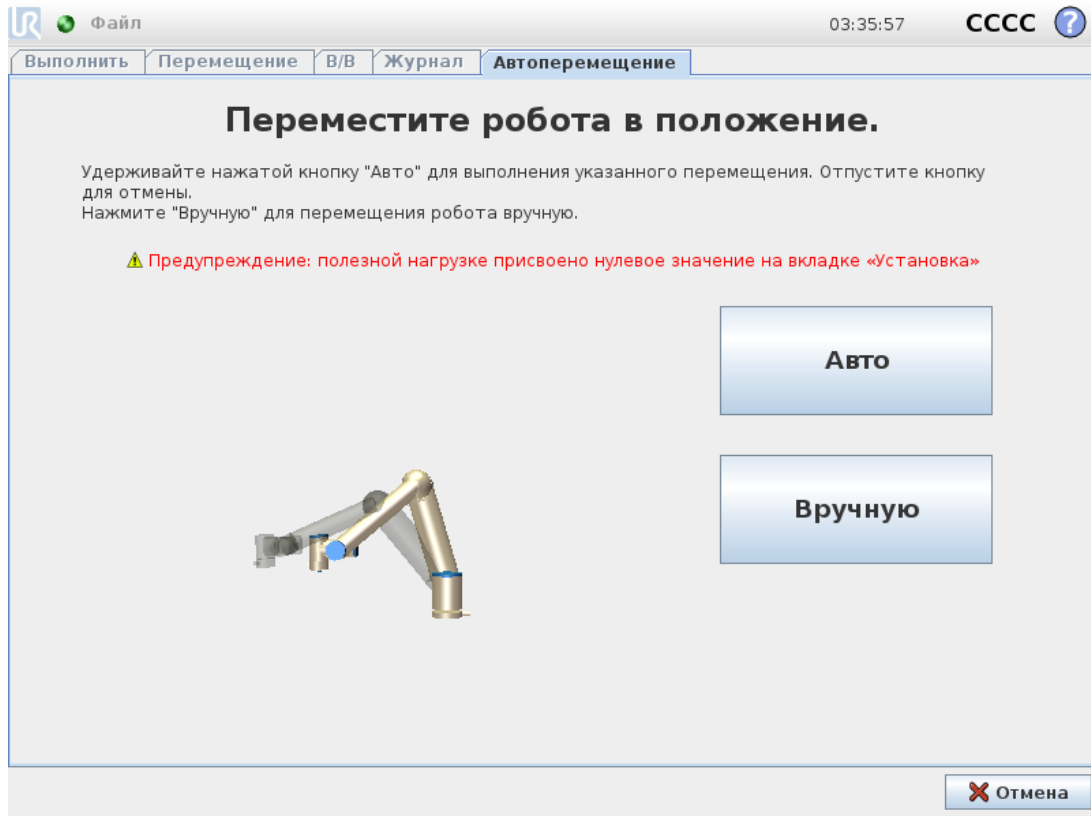 UR Файл 03:35:57 CCCC ?
Выполнить Перемещение В/В Журнал Автоперемещение
Переместите робота в положение.
Удерживайте нажатой кнопку "Авто" для выполнения указанного перемещения. Отпустите кнопку
для отмены.
Нажмите "Вручную" для перемещения робота вручную.
Предупреждение: полезной нагрузке присвоено нулевое значение на вкладке «Установка»
Авто
Вручную
Отмена